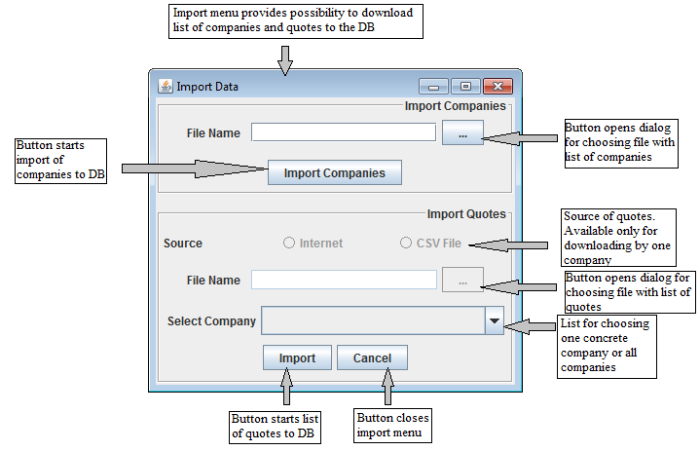 Import menu provides possibility to download
list of companies and quotes to the DB
Import Data
Import Companies
File Name
...
Button opens dialog
for choosing file with
list of companies
Button starts
import of
companies to DB
Import Companies
Import Quotes
Source
Internet
CSV File
Source of quotes.
Available only for
downloading by one
company
File Name
...
Button opens dialog for
choosing file with list of
quotes
Select Company
List for choosing
one concrete
company or all
companies
Import
Cancel
Button starts list
of quotes to DB
Button closes
import menu